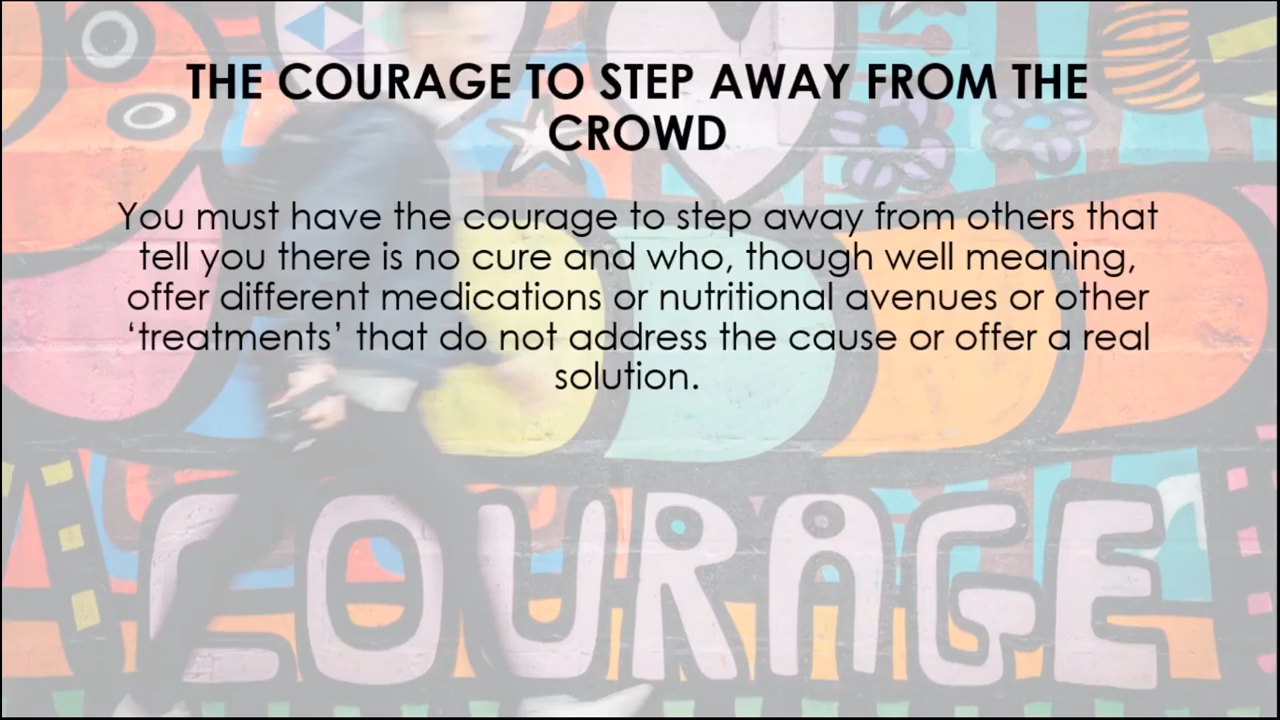 THE COURAGE TO STEP AWAY FROM THE
CROWD
You must have the courage to step away from others that
tell you there is no cure and who, though well meaning,
offer different medications or nutritional avenues or other
‘treatments’ that do not address the cause or offer a real
solution.
COURAGE